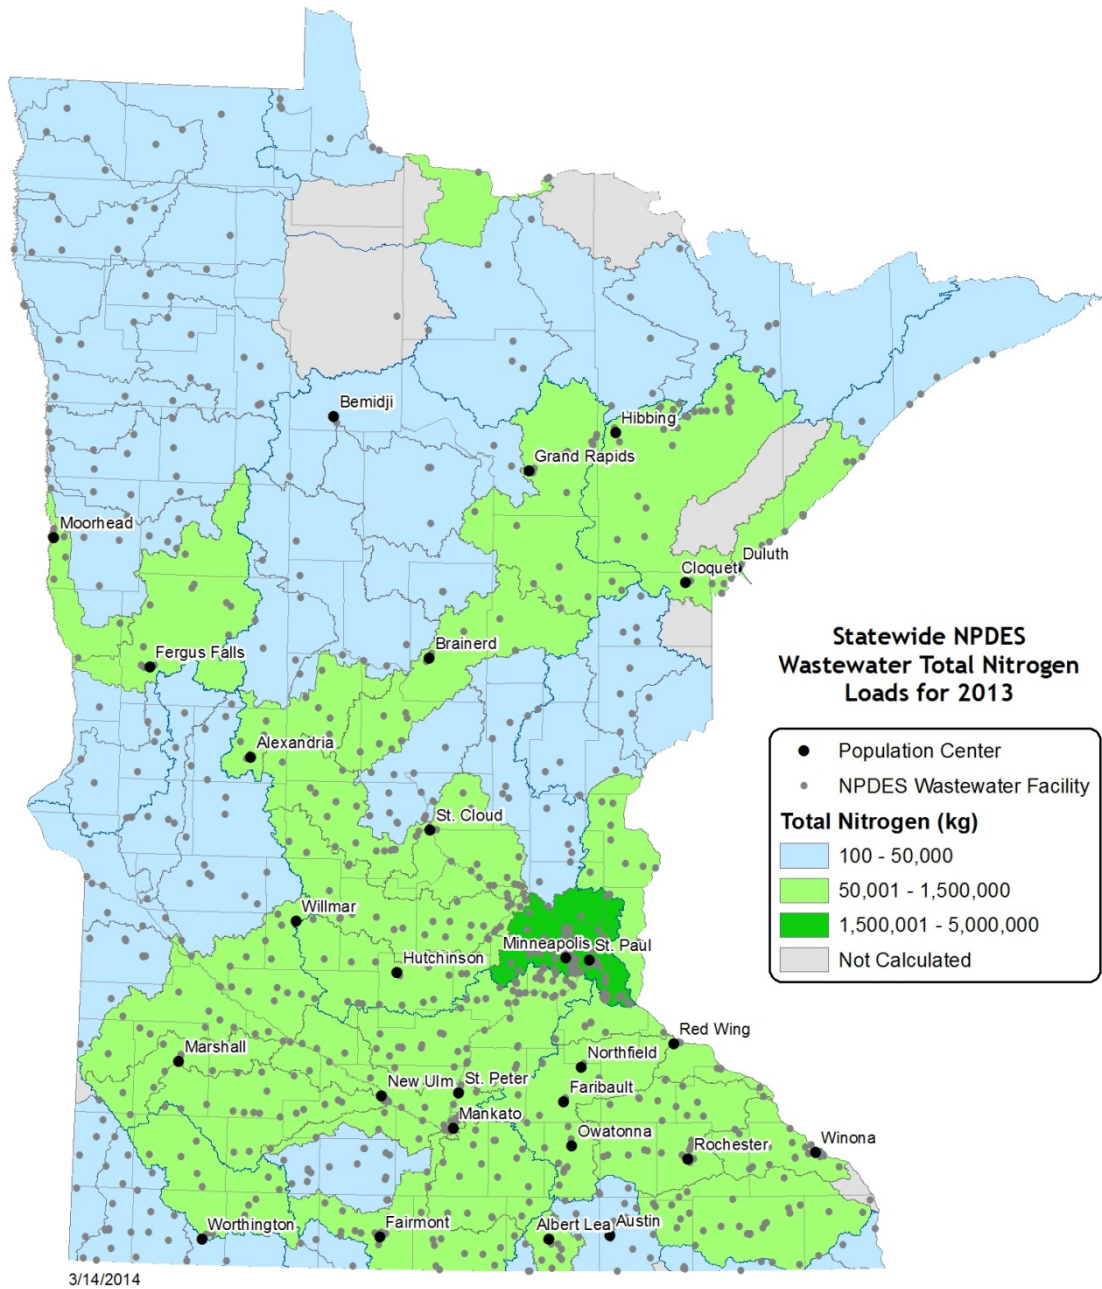 Bemidji
Hibbing
Grand Rapids
Moorhead
Duluth
Cloquet
Brainerd
Fergus Falls
Statewide NPDES
Wastewater Total Nitrogen
Loads for 2013
Alexandria
Population Center
NPDES Wastewater Facility
St. Cloud
Total Nitrogen (kg)
100 - 50,000
50,001 - 1,500,000
1,500,001 - 5,000,000
Not Calculated
Willmar
Minneapolis
St. Paul
Hutchinson
Red Wing
Marshall
Northfield
New Ulm
St. Peter
Faribault
Mankato
Owatonna
Rochester
Winona
Worthington
Fairmont
Albert Lea
Austin
3/14/2014